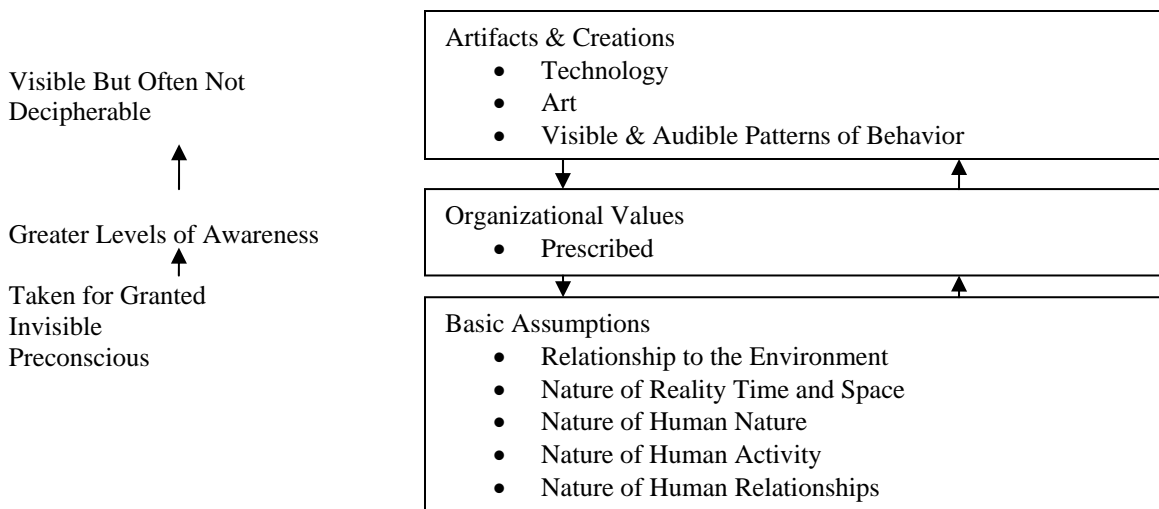 Visible But Often Not
Decipherable
Greater Levels of Awareness
Taken for Granted
Invisible
Preconscious
Artifacts & Creations
• Technology
• Art
• Visible & Audible Patterns of Behavior
Organizational Values
• Prescribed
Basic Assumptions
• Relationship to the Environment
• Nature of Reality Time and Space
• Nature of Human Nature
• Nature of Human Activity
• Nature of Human Relationships